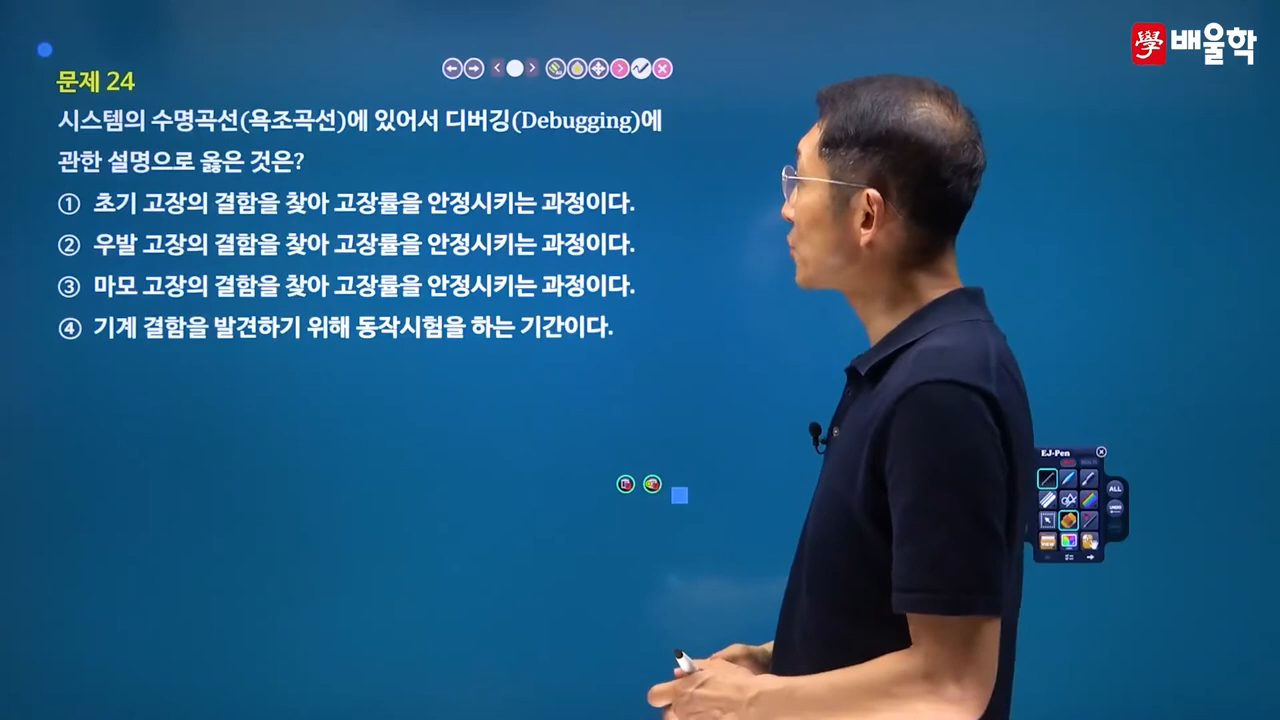 學 배울학
문제 24
시스템의 수명곡선(욕조곡선)에 있어서 디버깅(Debugging)에
관한 설명으로 옳은 것은?
① 초기 고장의 결함을 찾아 고장률을 안정시키는 과정이다.
② 우발 고장의 결함을 찾아 고장률을 안정시키는 과정이다.
③ 마모 고장의 결함을 찾아 고장률을 안정시키는 과정이다.
④ 기계 결함을 발견하기 위해 동작시험을 하는 기간이다.
EJ-Pen
ALL